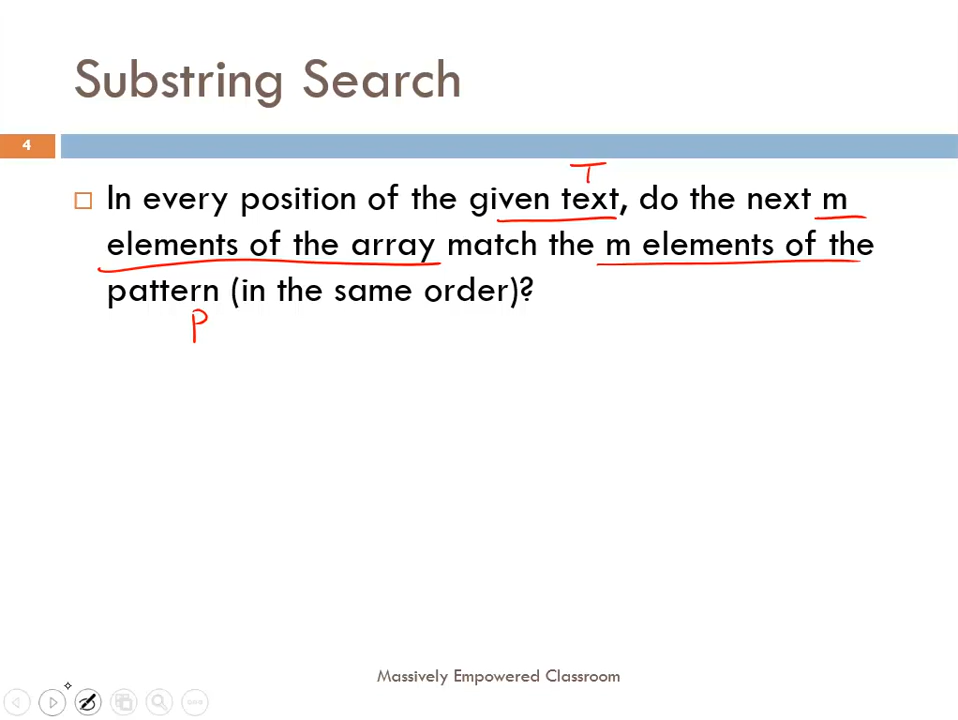 Substring Search
4
T
In every position of the given text, do the next m
elements of the array match the m elements of the
pattern (in the same order)?
P
Massively Empowered Classroom